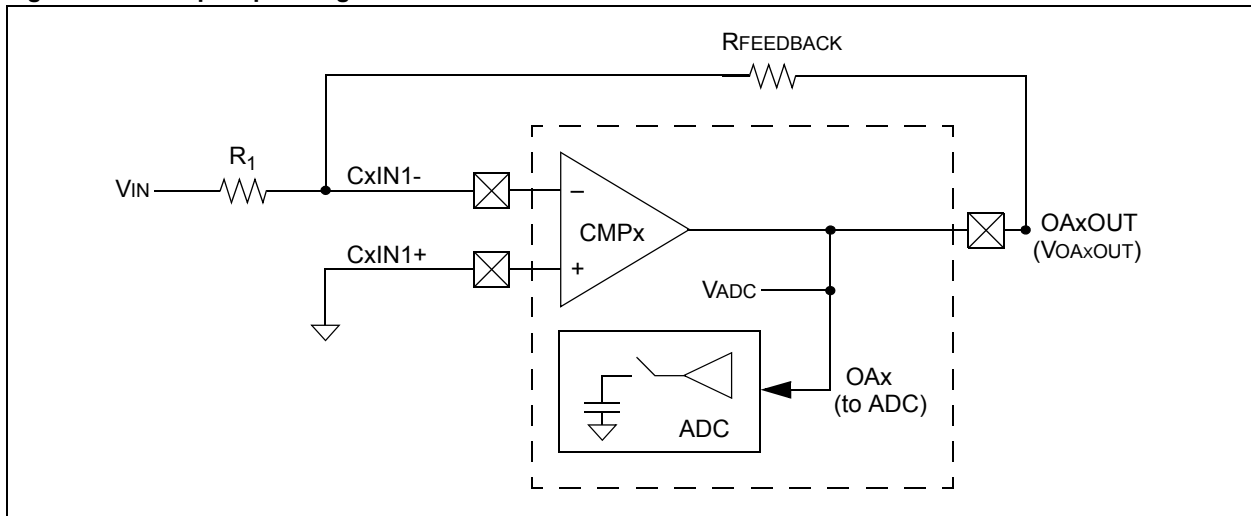 RFEEDBACK
R1
VIN
CxIN1-
–
CMPx
CxIN1+
+
OAxOUT
(VOAxOUT)
VADC
OAx
(to ADC)
ADC